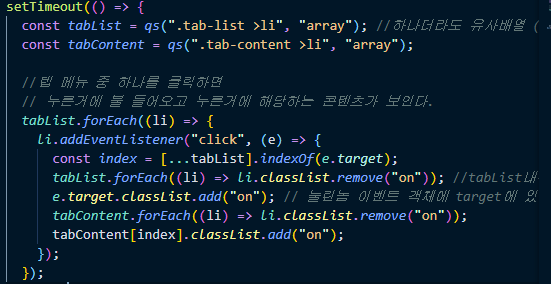 setTimeout(() => {
const tabList = qs(".tab-list >li", "array"); //하나더라도 유사배열 (
const tabContent = qs(".tab-content >li", "array");
//탭 메뉴 중 하나를 클릭하면
// 누른거에 불 들어오고 누른거에 해당하는 콘텐츠가 보인다.
tabList.forEach((li) => {
li.addEventListener("click", (e) => {
const index = [...tabList].indexOf(e.target);
tabList.forEach((li) => li.classList.remove("on")); //tabList내
e.target.classList.add("on"); // 눌린놈 이벤트 객체에 target에 있
tabContent.forEach((li) => li.classList.remove("on"));
tabContent[index].classList.add("on");
});
});